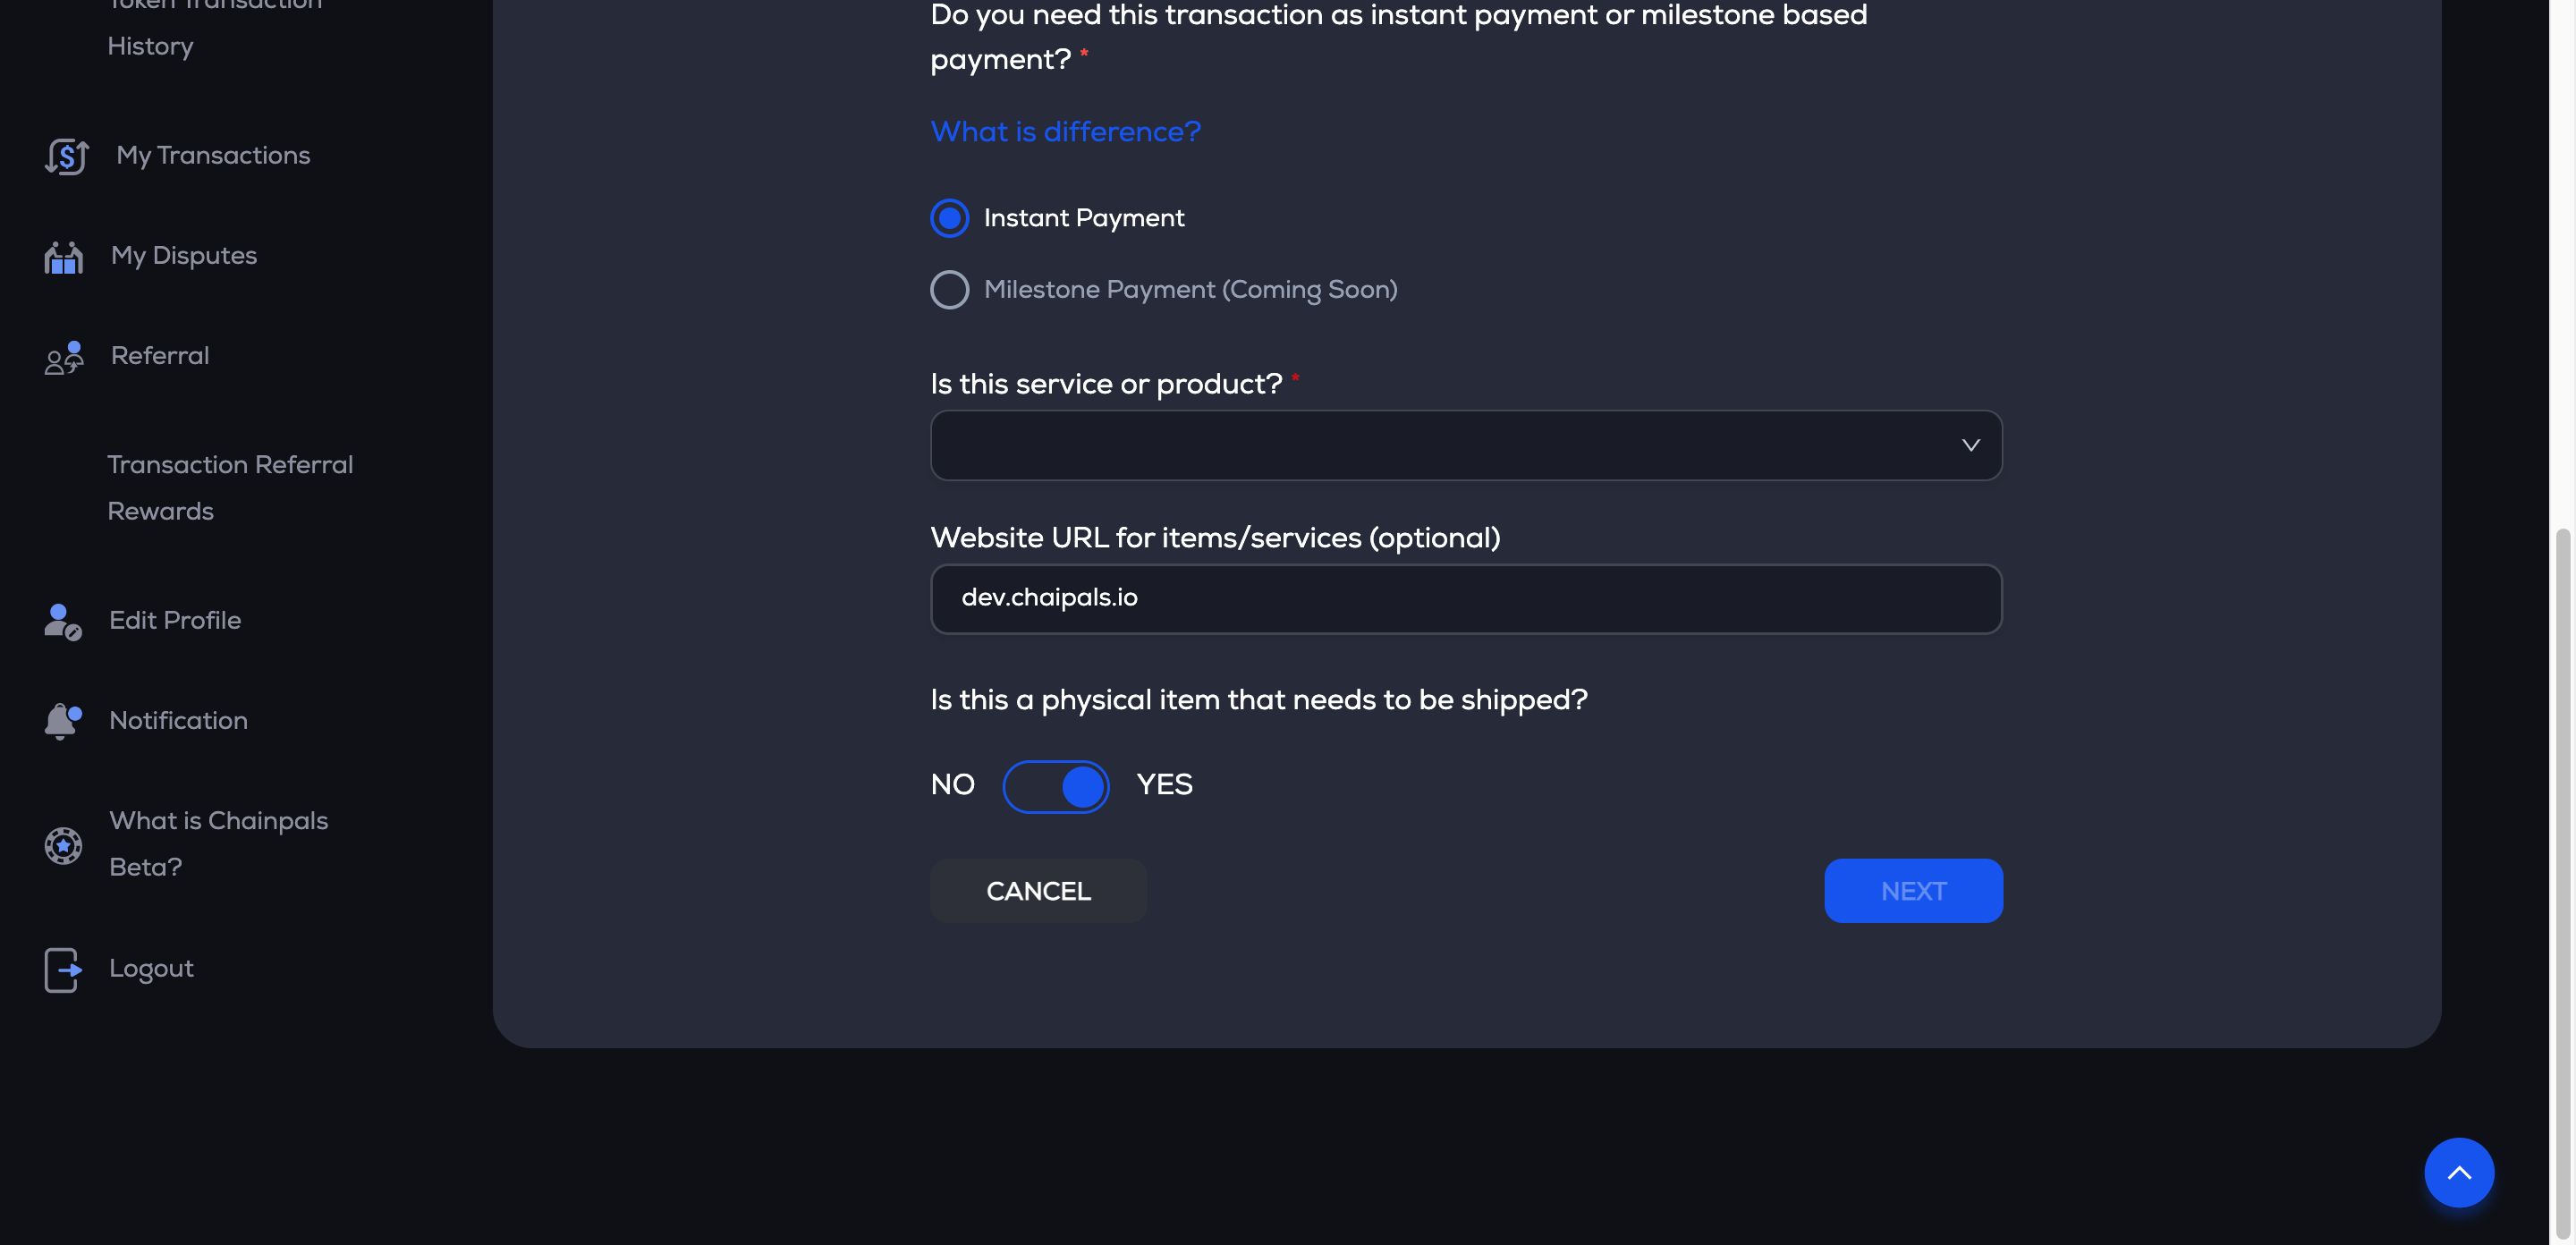 Token Transaction
History
My Transactions
My Disputes
Referral
Transaction Referral
Rewards
Edit Profile
Notification
What is Chainpals
Beta?
Logout
Do you need this transaction as instant payment or milestone based
payment? *
What is difference?
Instant Payment
Milestone Payment (Coming Soon)
Is this service or product? *
Website URL for items/services (optional)
dev.chaipals.io
Is this a physical item that needs to be shipped?
NO YES
CANCEL NEXT